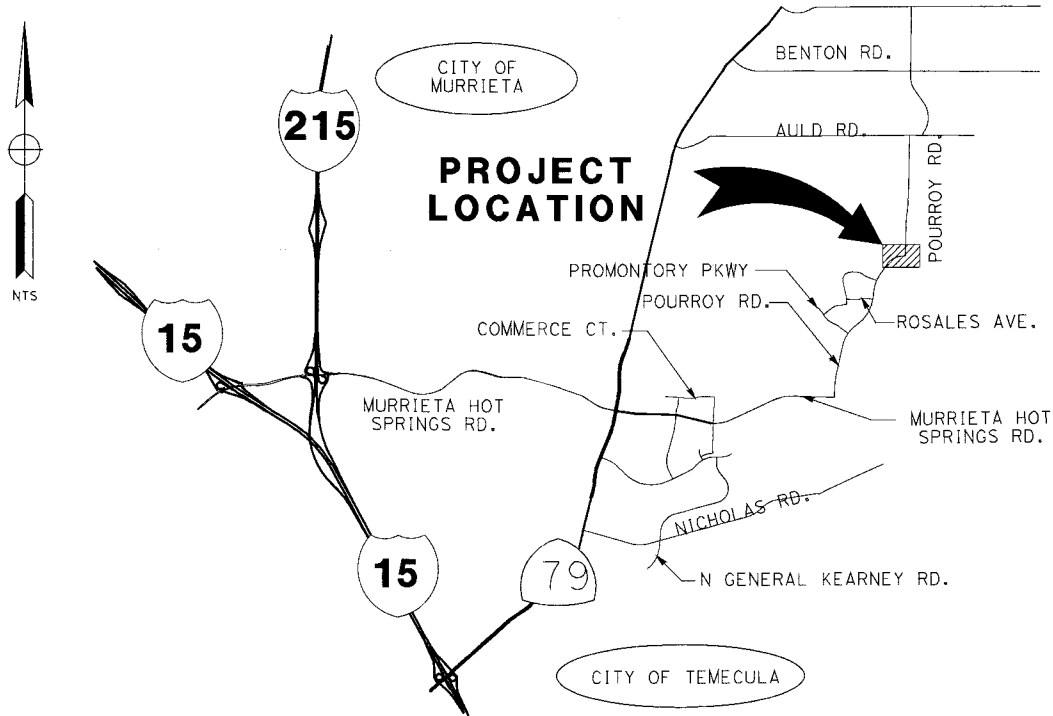 BENTON RD.
CITY OF
MURRIETA
215
AULD RD.
PROJECT
LOCATION
POURROY RD.
NTS
PROMONTORY PKWY
POURROY RD.
ROSALES AVE.
COMMERCE CT.
15
MURRIETA HOT
SPRINGS RD.
MURRIETA HOT
SPRINGS RD.
NICHOLAS RD.
15
79
N GENERAL KEARNEY RD.
CITY OF TEMECULA